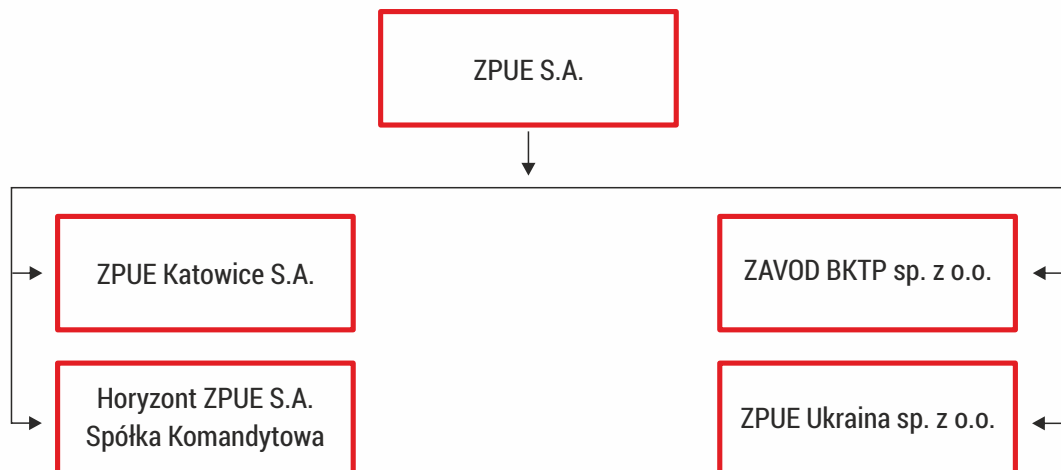 ZPUE S.A.
ZPUE Katowice S.A.
ZAVOD BKTP sp. z o.o.
Horyzont ZPUE S.A.
Spółka Komandytowa
ZPUE Ukraina sp. z o.o.